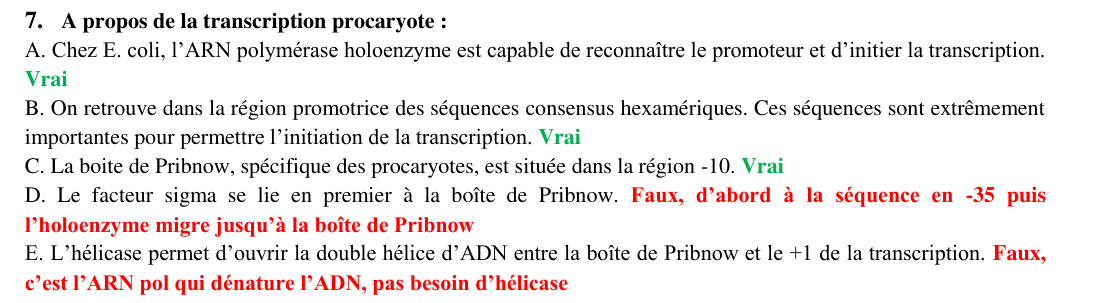 7. A propos de la transcription procaryote :
A. Chez E. coli, l’ARN polymérase holoenzyme est capable de reconnaître le promoteur et d’initier la transcription.
Vrai
B. On retrouve dans la région promotrice des séquences consensus hexamériques. Ces séquences sont extrêmement
importantes pour permettre l’initiation de la transcription. Vrai
C. La boite de Pribnow, spécifique des procaryotes, est située dans la région -10. Vrai
D. Le facteur sigma se lie en premier à la boîte de Pribnow. Faux, d’abord à la séquence en -35 puis
l’holoenzyme migre jusqu’à la boîte de Pribnow
E. L’hélicase permet d’ouvrir la double hélice d’ADN entre la boîte de Pribnow et le +1 de la transcription. Faux,
c’est l’ARN pol qui dénature l’ADN, pas besoin d’hélicase